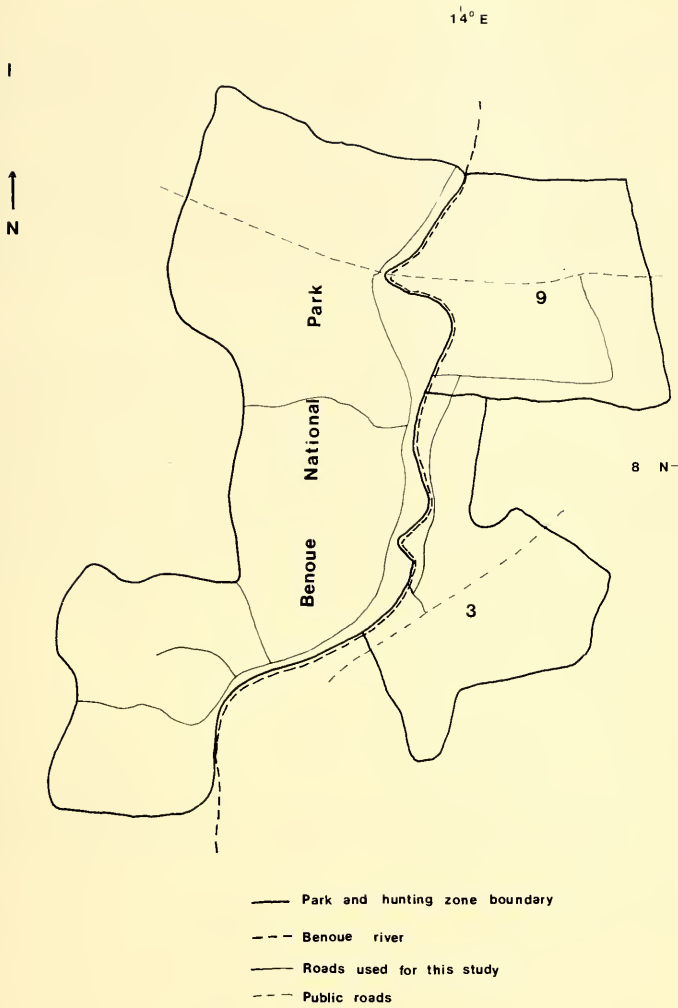 14° E
N
Park
9
National
8 N
Benoue
3
Park and hunting zone boundary
Benoue river
Roads used for this study
Public roads